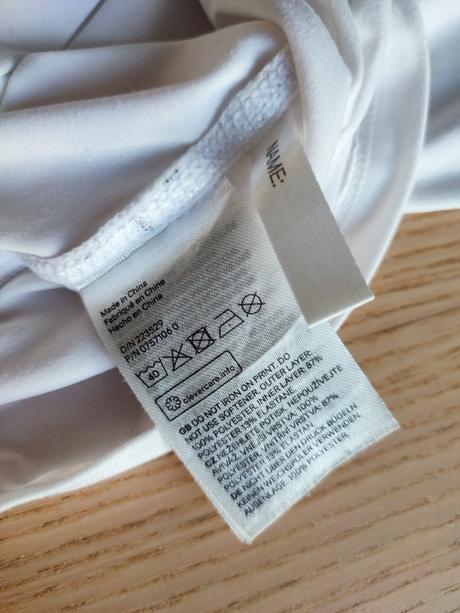 NAME:
Made in China
Fabriqué en Chine
Hecho en China
O/N 223529
P/N 0757106 0
40
clevercare.info
GB DO NOT IRON ON PRINT. DO
NOT USE SOFTENER. OUTER LAYER:
100% POLYESTER. INNER LAYER: 87%
POLYESTER, 13% ELASTANE.
CZ NEŽEHLETE POTISK. NEPOUŽÍVEJTE
AVIVÁŽ. VNĚJŠÍ VRSTVA: 100%
POLYESTER. VNITŘNÍ VRSTVA: 87%
POLYESTER, 13% ELASTAN.
DE NICHT ÜBER DEN DRUCK BÜGELN.
KEINEN WEICHSPÜLER VERWENDEN.
AUßENLAGE: 100% POLYESTER.